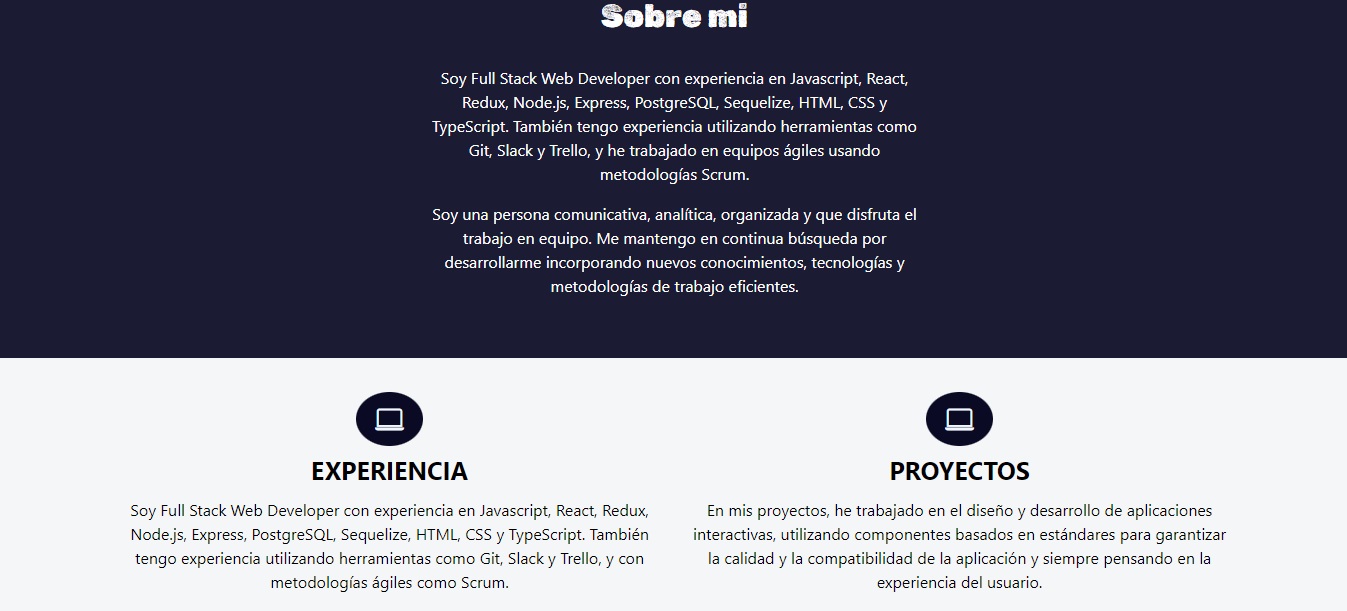 Sobre mi
Soy Full Stack Web Developer con experiencia en Javascript, React,
Redux, Node.js, Express, PostgreSQL, Sequelize, HTML, CSS y
TypeScript. También tengo experiencia utilizando herramientas como
Git, Slack y Trello, y he trabajado en equipos ágiles usando
metodologías Scrum.
Soy una persona comunicativa, analítica, organizada y que disfruta el
trabajo en equipo. Me mantengo en continua búsqueda por
desarrollarme incorporando nuevos conocimientos, tecnologías y
metodologías de trabajo eficientes.
EXPERIENCIA
Soy Full Stack Web Developer con experiencia en Javascript, React, Redux,
Node.js, Express, PostgreSQL, Sequelize, HTML, CSS y TypeScript. También
tengo experiencia utilizando herramientas como Git, Slack y Trello, y con
metodologías ágiles como Scrum.
PROYECTOS
En mis proyectos, he trabajado en el diseño y desarrollo de aplicaciones
interactivas, utilizando componentes basados en estándares para garantizar
la calidad y la compatibilidad de la aplicación y siempre pensando en la
experiencia del usuario.